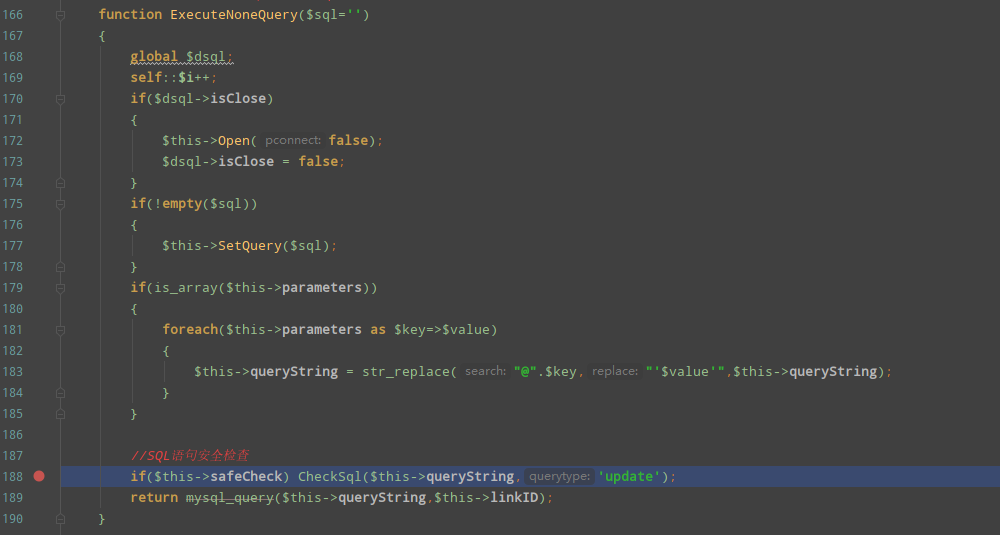 166 function ExecuteNoneQuery($sql='')
167 {
168 global $dsql;
169 self::$i++;
170 if($dsql->isClose)
171 {
172 $this->Open( pconnect: false);
173 $dsql->isClose = false;
174 }
175 if(!empty($sql))
176 {
177 $this->SetQuery($sql);
178 }
179 if(is_array($this->parameters))
180 {
181 foreach($this->parameters as $key=>$value)
182 {
183 $this->queryString = str_replace( search: "@".$key, replace: "'$value'",$this->queryString);
184 }
185 }
186
187 //SQL语句安全检查
188 if($this->safeCheck) CheckSql($this->queryString, querytype: 'update');
189 return mysql_query($this->queryString,$this->linkID);
190 }